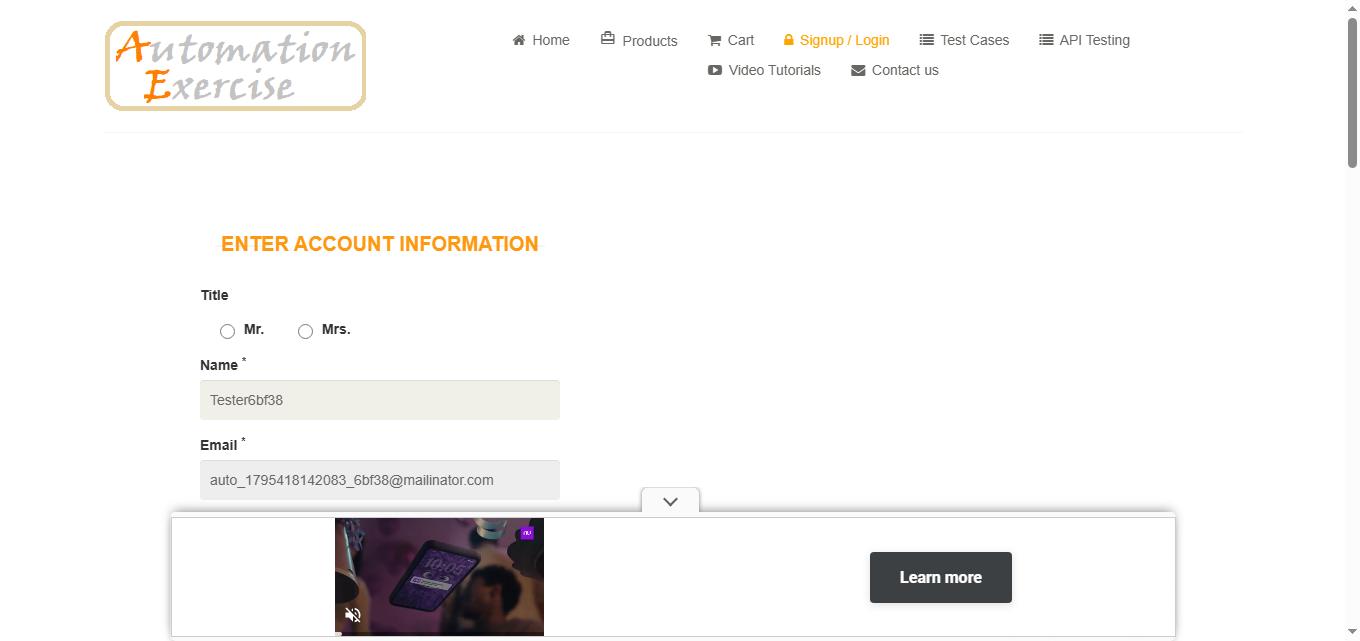 Automation
Exercise
Home
Products
Cart
Signup / Login
Test Cases
API Testing
Video Tutorials
Contact us
ENTER ACCOUNT INFORMATION
Title
Mr.
Mrs.
Name *
Tester6bf38
Email *
auto_1795418142083_6bf38@mailinator.com
nu
10:05
Learn more